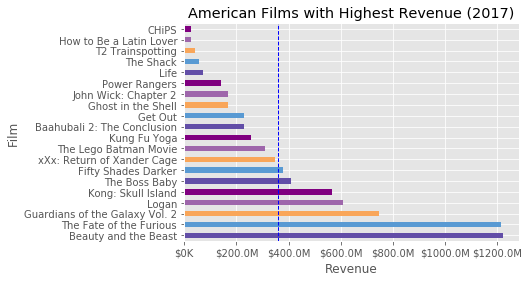 American Films with Highest Revenue (2017)
CHiPS
How to Be a Latin Lover
T2 Trainspotting
The Shack
Life
Power Rangers
John Wick: Chapter 2
Ghost in the Shell
Get Out
Baahubali 2: The Conclusion
Kung Fu Yoga
The Lego Batman Movie
xXx: Return of Xander Cage
Fifty Shades Darker
The Boss Baby
Kong: Skull Island
Logan
Guardians of the Galaxy Vol. 2
The Fate of the Furious
Beauty and the Beast
Film
$0K $200.0M $400.0M $600.0M $800.0M $1000.0M $1200.0M
Revenue